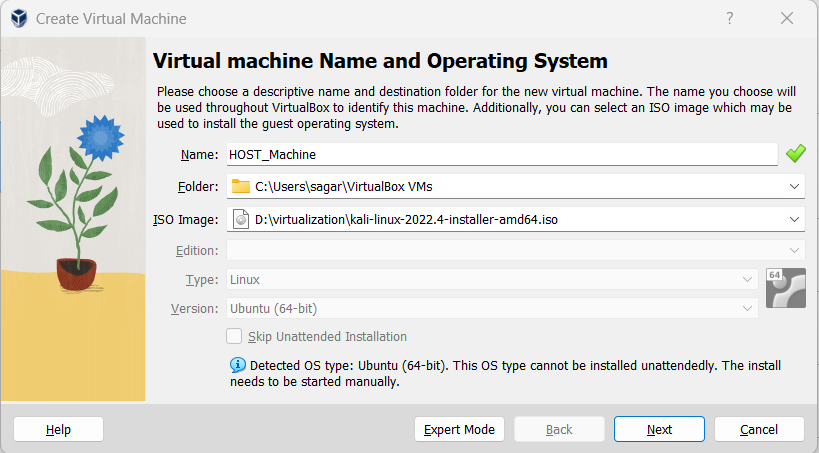 Create Virtual Machine ?
Virtual machine Name and Operating System
Please choose a descriptive name and destination folder for the new virtual machine. The name you choose will
be used throughout VirtualBox to identify this machine. Additionally, you can select an ISO image which may be
used to install the guest operating system.
Name: HOST_Machine
Folder: C:\Users\sagar\VirtualBox VMs
ISO Image: D:\virtualization\kali-linux-2022.4-installer-amd64.iso
Edition:
Type: Linux 64
Version: Ubuntu (64-bit)
Skip Unattended Installation
Detected OS type: Ubuntu (64-bit). This OS type cannot be installed unattendedly. The install
needs to be started manually.
Help Expert Mode Back Next Cancel